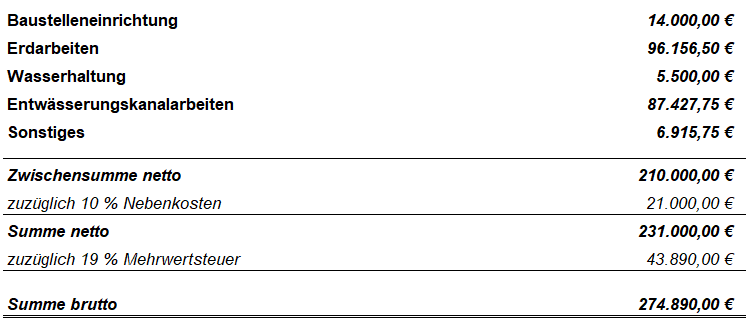 Baustelleneinrichtung 14.000,00 €
Erdarbeiten 96.156,50 €
Wasserhaltung 5.500,00 €
Entwässerungskanalarbeiten 87.427,75 €
Sonstiges 6.915,75 €
Zwischensumme netto 210.000,00 €
zuzüglich 10 % Nebenkosten 21.000,00 €
Summe netto 231.000,00 €
zuzüglich 19 % Mehrwertsteuer 43.890,00 €
Summe brutto 274.890,00 €